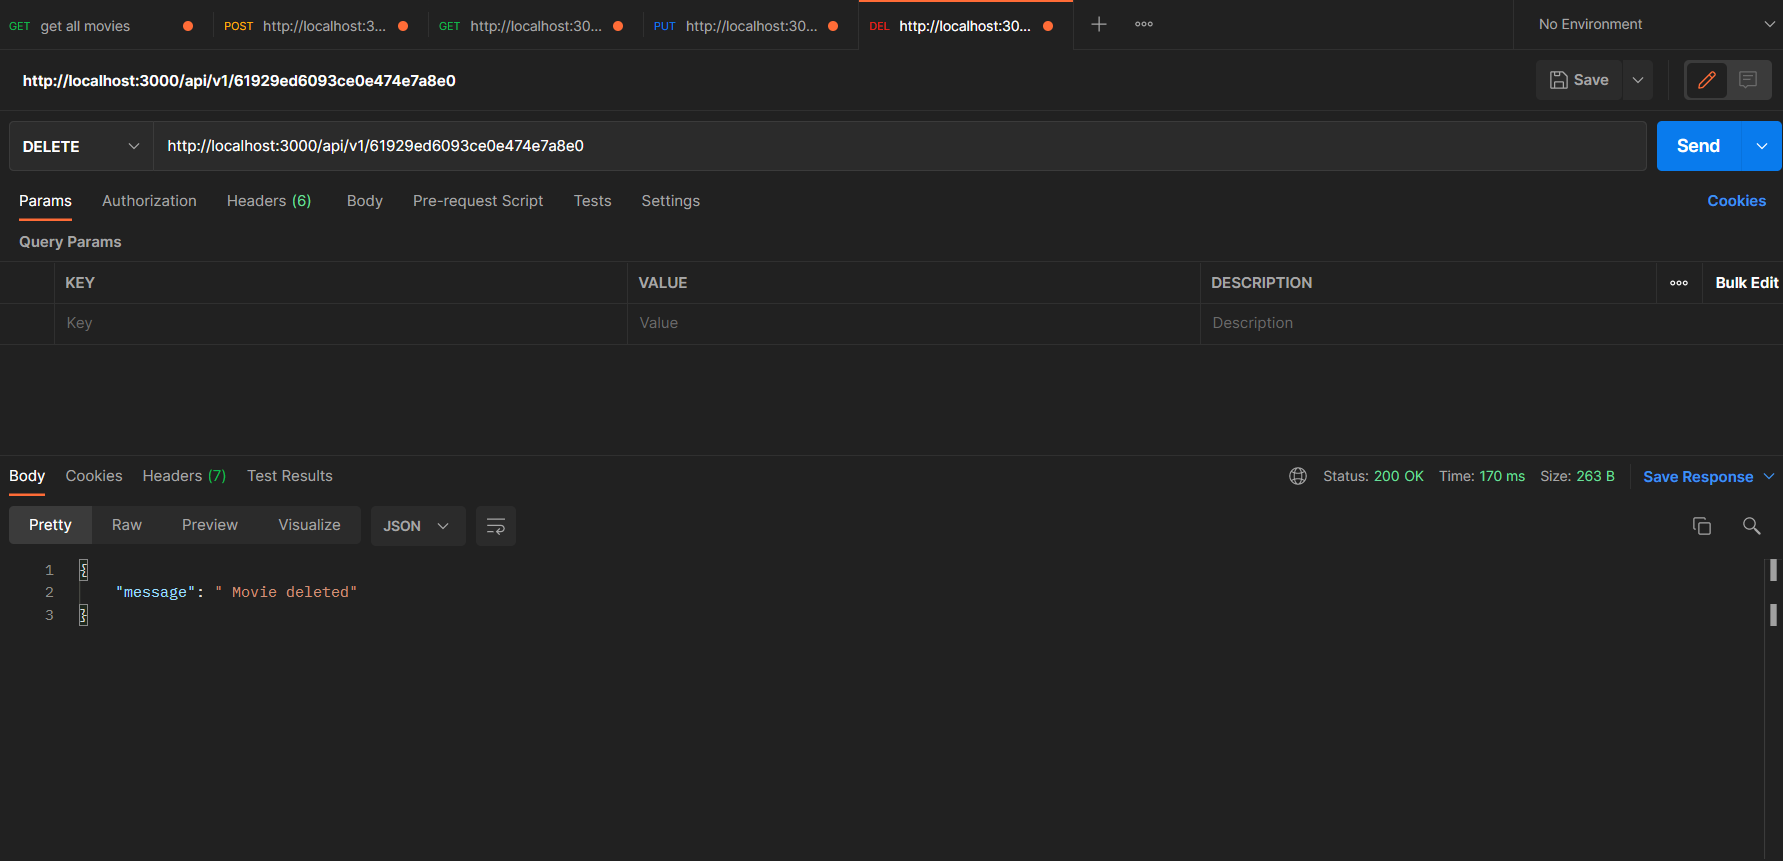 GET get all movies POST http://localhost:3... GET http://localhost:30... PUT http://localhost:30... DEL http://localhost:30... No Environment
http://localhost:3000/api/v1/61929ed6093ce0e474e7a8e0 Save
DELETE http://localhost:3000/api/v1/61929ed6093ce0e474e7a8e0 Send
Params Authorization Headers (6) Body Pre-request Script Tests Settings Cookies
Query Params
KEY VALUE DESCRIPTION Bulk Edit
Key Value Description
Body Cookies Headers (7) Test Results Status: 200 OK Time: 170 ms Size: 263 B Save Response
Pretty Raw Preview Visualize JSON
1 {
2 "message": " Movie deleted"
3 }